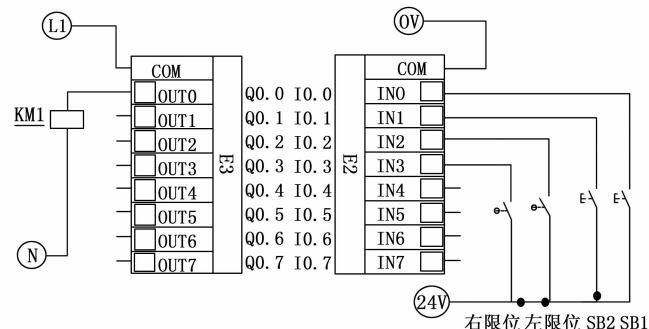 L1 0V
COM COM
OUT0 Q0.0 I0.0 IN0
KM1 OUT1 Q0.1 I0.1 IN1
OUT2 Q0.2 I0.2 IN2
OUT3 E3 Q0.3 I0.3 E2 IN3
OUT4 Q0.4 I0.4 IN4
OUT5 Q0.5 I0.5 IN5 E E
OUT6 Q0.6 I0.6 IN6
N OUT7 Q0.7 I0.7 IN7
24V
右限位 左限位 SB2 SB1